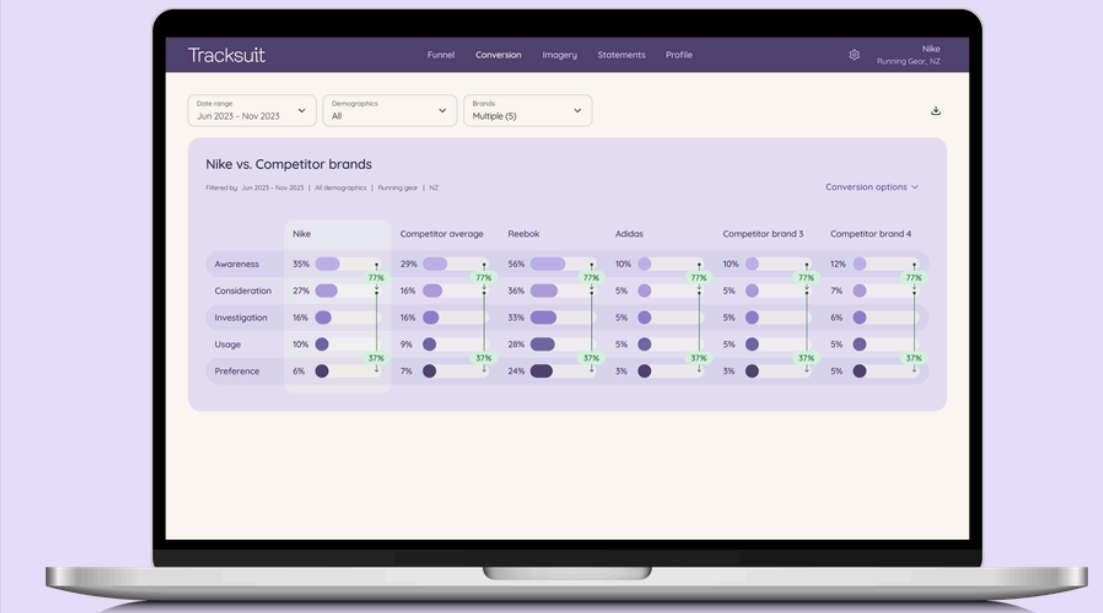 Tracksuit
Funnel Conversion Imagery Statements Profile
Nike
Running Gear, NZ
Date range
Jun 2023 – Nov 2023
Demographics
All
Brands
Multiple (5)
Nike vs. Competitor brands
Filtered by: Jun 2023 – Nov 2023 | All demographics | Running gear | NZ
Conversion options
Nike Competitor average Reebok Adidas Competitor brand 3 Competitor brand 4
Awareness 35% 29% 56% 10% 10% 12%
77% 77% 77% 77% 77% 77%
Consideration 27% 16% 36% 5% 5% 7%
Investigation 16% 16% 33% 5% 5% 6%
Usage 10% 9% 28% 5% 5% 5%
37% 37% 37% 37% 37% 37%
Preference 6% 7% 24% 3% 3% 5%